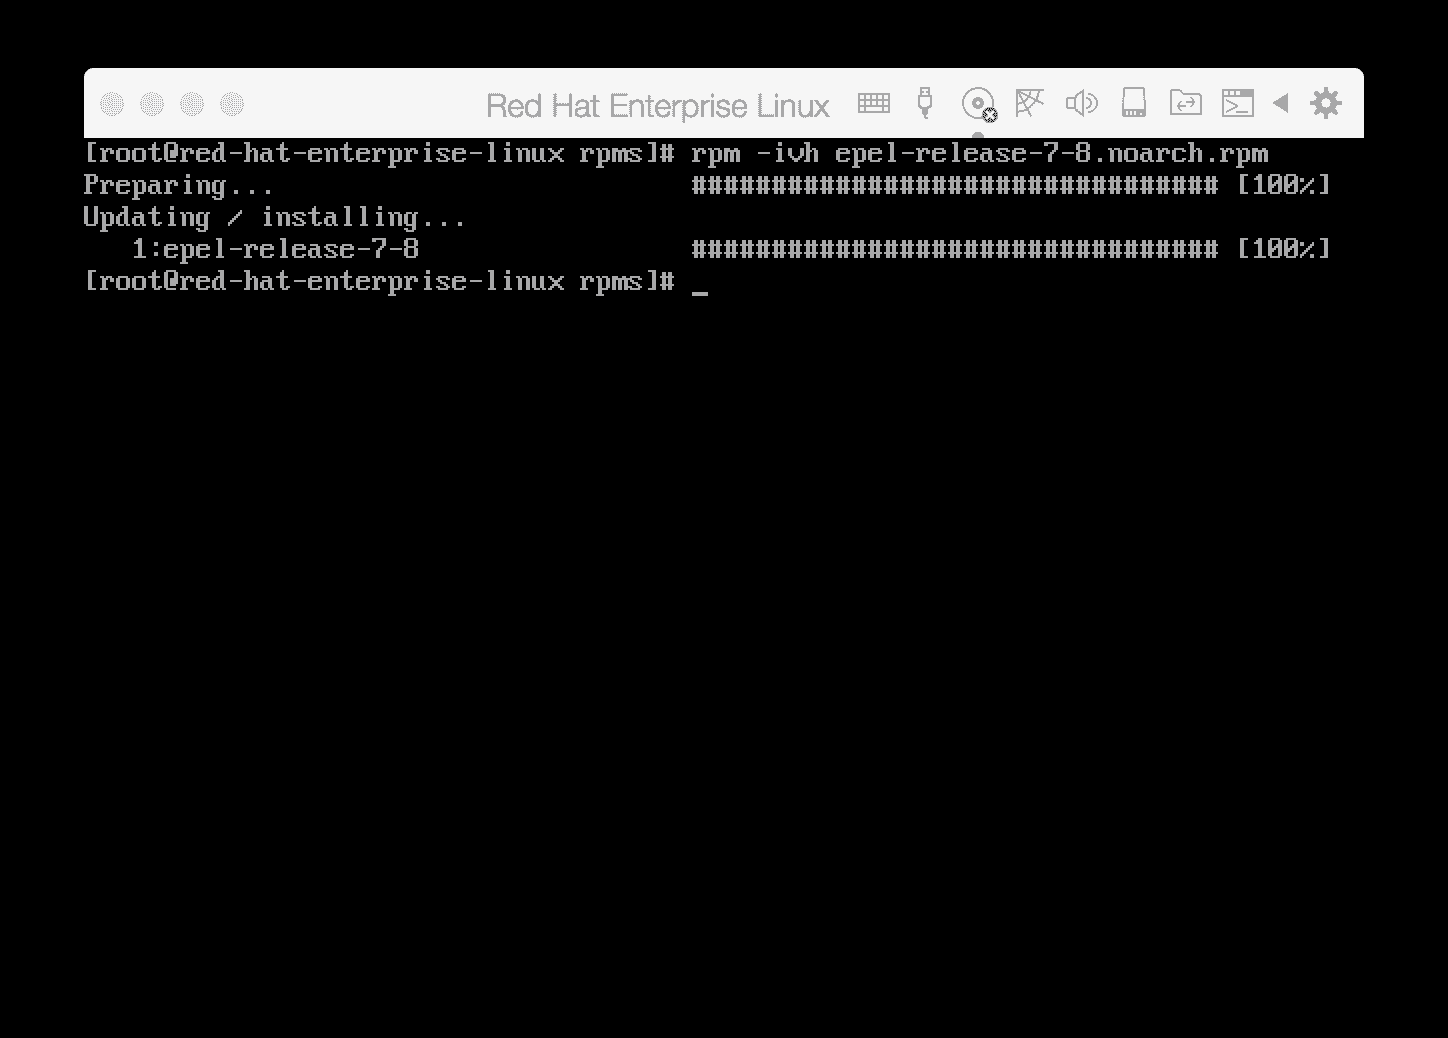 Red Hat Enterprise Linux
[root@red-hat-enterprise-linux rpms]# rpm -ivh epel-release-7-8.noarch.rpm
Preparing...                          ################################# [100%]
Updating / installing...
   1:epel-release-7-8                 ################################# [100%]
[root@red-hat-enterprise-linux rpms]# _